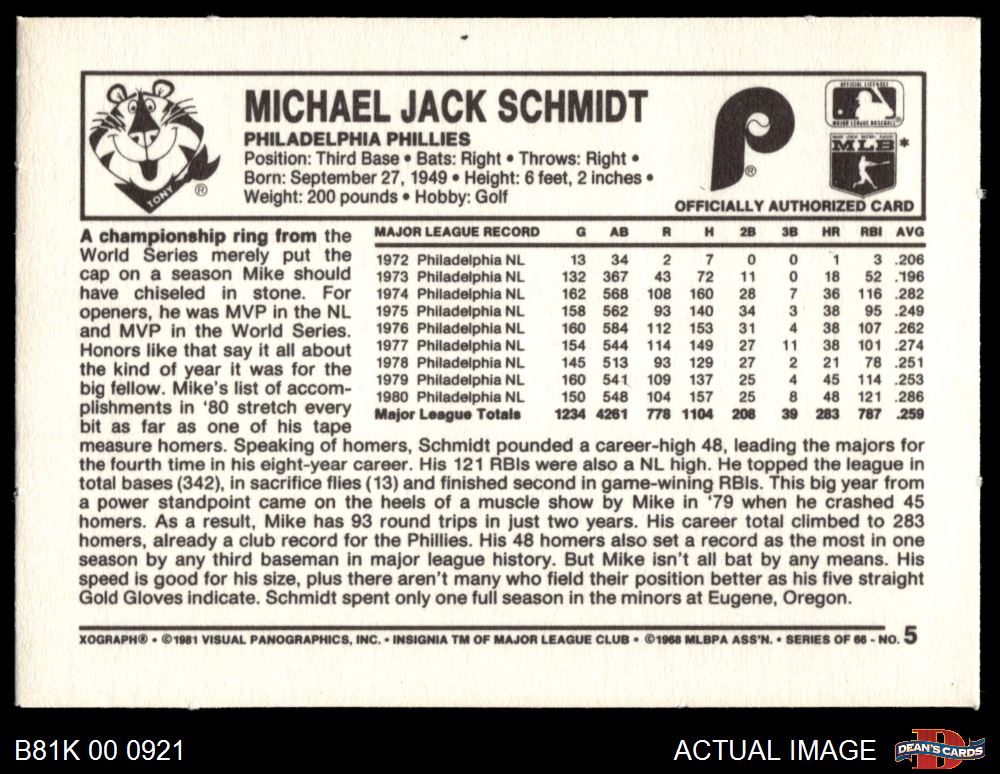 MICHAEL JACK SCHMIDT
PHILADELPHIA PHILLIES
Position: Third Base • Bats: Right • Throws: Right •
Born: September 27, 1949 • Height: 6 feet, 2 inches •
Weight: 200 pounds • Hobby: Golf
TONY
®
P
®
OFFICIAL LICENSEE
MAJOR LEAGUE BASEBALL
MLB *
OFFICIALLY AUTHORIZED CARD
A championship ring from the
World Series merely put the
cap on a season Mike should
have chiseled in stone. For
openers, he was MVP in the NL
and MVP in the World Series.
Honors like that say it all about
the kind of year it was for the
big fellow. Mike's list of accom-
plishments in '80 stretch every
bit as far as one of his tape
measure homers. Speaking of homers, Schmidt pounded a career-high 48, leading the majors for
the fourth time in his eight-year career. His 121 RBIs were also a NL high. He topped the league in
total bases (342), in sacrifice flies (13) and finished second in game-wining RBIs. This big year from
a power standpoint came on the heels of a muscle show by Mike in '79 when he crashed 45
homers. As a result, Mike has 93 round trips in just two years. His career total climbed to 283
homers, already a club record for the Phillies. His 48 homers also set a record as the most in one
season by any third baseman in major league history. But Mike isn't all bat by any means. His
speed is good for his size, plus there aren't many who field their position better as his five straight
Gold Gloves indicate. Schmidt spent only one full season in the minors at Eugene, Oregon.
MAJOR LEAGUE RECORD G AB R H 2B 3B HR RBI AVG
1972 Philadelphia NL 13 34 2 7 0 0 1 3 .206
1973 Philadelphia NL 132 367 43 72 11 0 18 52 .196
1974 Philadelphia NL 162 568 108 160 28 7 36 116 .282
1975 Philadelphia NL 158 562 93 140 34 3 38 95 .249
1976 Philadelphia NL 160 584 112 153 31 4 38 107 .262
1977 Philadelphia NL 154 544 114 149 27 11 38 101 .274
1978 Philadelphia NL 145 513 93 129 27 2 21 78 .251
1979 Philadelphia NL 160 541 109 137 25 4 45 114 .253
1980 Philadelphia NL 150 548 104 157 25 8 48 121 .286
Major League Totals 1234 4261 778 1104 208 39 283 787 .259
XOGRAPH® • ©1981 VISUAL PANOGRAPHICS, INC. • INSIGNIA TM OF MAJOR LEAGUE CLUB • ©1968 MLBPA ASS'N. • SERIES OF 66 - NO. 5
B81K 00 0921
ACTUAL IMAGE
DEAN'S CARDS